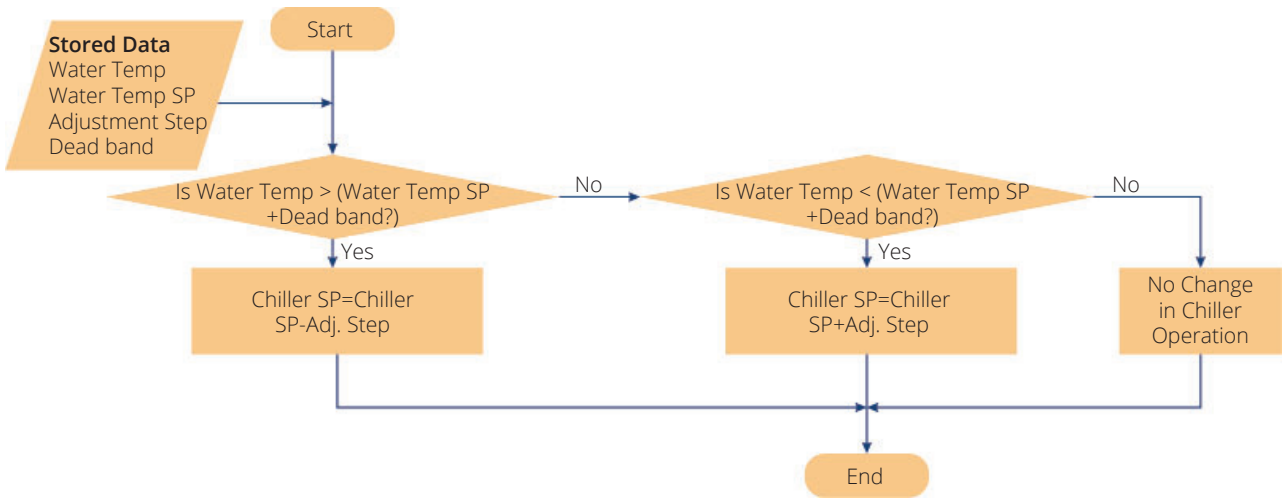 Start
Stored Data
Water Temp
Water Temp SP
Adjustment Step
Dead band
Is Water Temp > (Water Temp SP
+Dead band?)
No
Is Water Temp < (Water Temp SP
+Dead band?)
No
Yes
Yes
Chiller SP=Chiller
SP-Adj. Step
Chiller SP=Chiller
SP+Adj. Step
No Change
in Chiller
Operation
End